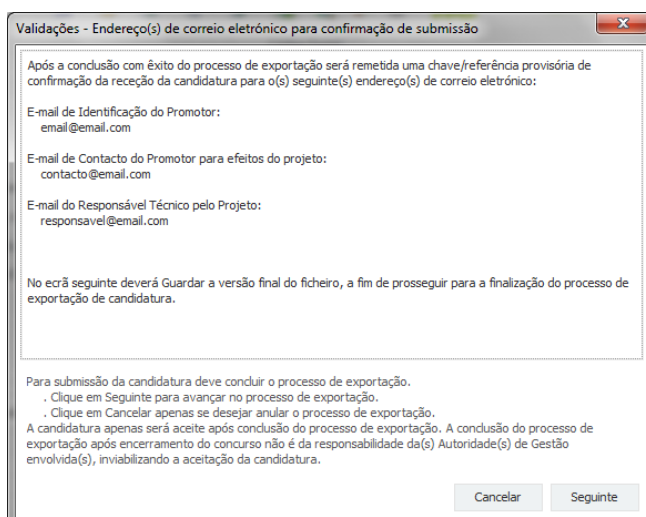 Validações - Endereço(s) de correio eletrónico para confirmação de submissão
Após a conclusão com êxito do processo de exportação será remetida uma chave/referência provisória de
confirmação da receção da candidatura para o(s) seguinte(s) endereço(s) de correio eletrónico:
E-mail de Identificação do Promotor:
email@email.com
E-mail de Contacto do Promotor para efeitos do projeto:
contacto@email.com
E-mail do Responsável Técnico pelo Projeto:
responsavel@email.com
No ecrã seguinte deverá Guardar a versão final do ficheiro, a fim de prosseguir para a finalização do processo de
exportação de candidatura.
Para submissão da candidatura deve concluir o processo de exportação.
. Clique em Seguinte para avançar no processo de exportação.
. Clique em Cancelar apenas se desejar anular o processo de exportação.
A candidatura apenas será aceite após conclusão do processo de exportação. A conclusão do processo de
exportação após encerramento do concurso não é da responsabilidade da(s) Autoridade(s) de Gestão
envolvida(s), inviabilizando a aceitação da candidatura.
Cancelar Seguinte